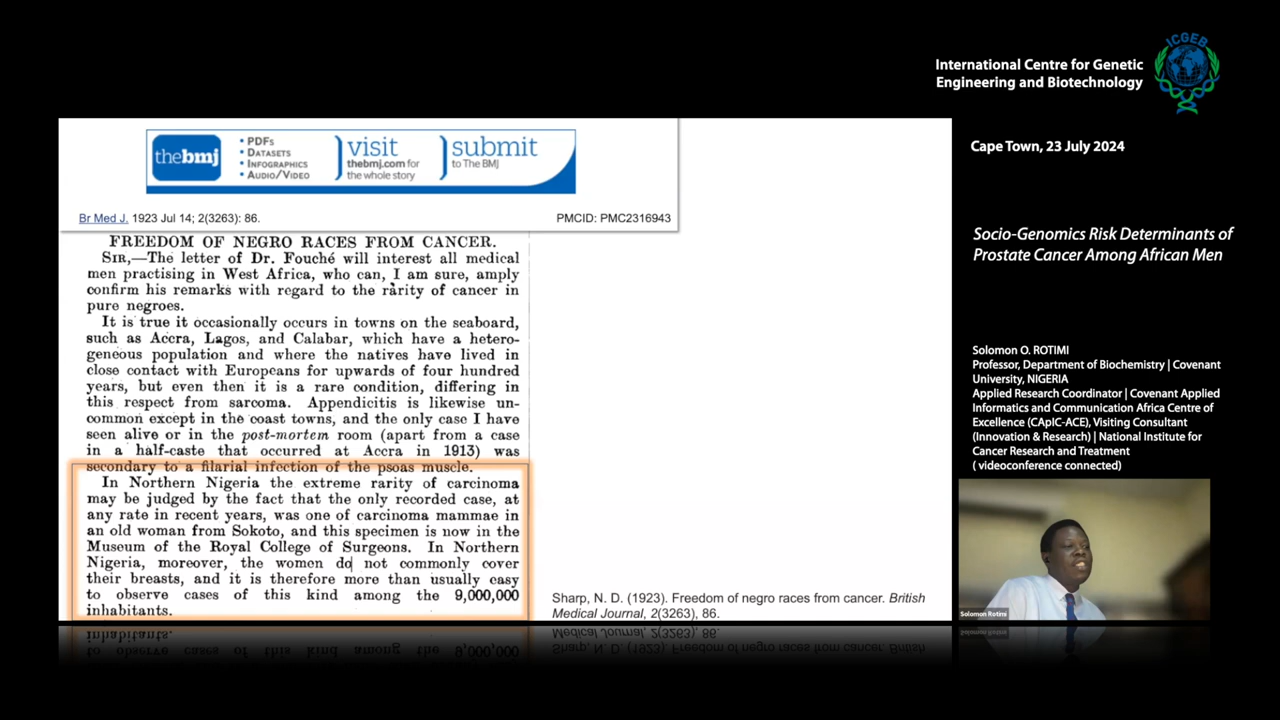 ICGEB
International Centre for Genetic
Engineering and Biotechnology
Cape Town, 23 July 2024
Socio-Genomics Risk Determinants of
Prostate Cancer Among African Men
Solomon O. ROTIMI
Professor, Department of Biochemistry | Covenant
University, NIGERIA
Applied Research Coordinator | Covenant Applied
Informatics and Communication Africa Centre of
Excellence (CApIC-ACE), Visiting Consultant
(Innovation & Research) | National Institute for
Cancer Research and Treatment
( videoconference connected)
Solomon Rotimi
thebmj
• PDFs
• DATASETS
• INFOGRAPHICS
• AUDIO/VIDEO
visit
thebmj.com for
the whole story
submit
to The BMJ
Br Med J. 1923 Jul 14; 2(3263): 86.
PMCID: PMC2316943
FREEDOM OF NEGRO RACES FROM CANCER.
SIR,—The letter of Dr. Fouché will interest all medical
men practising in West Africa, who can, I am sure, amply
confirm his remarks with regard to the rarity of cancer in
pure negroes.
It is true it occasionally occurs in towns on the seaboard,
such as Accra, Lagos, and Calabar, which have a hetero-
geneous population and where the natives have lived in
close contact with Europeans for upwards of four hundred
years, but even then it is a rare condition, differing in
this respect from sarcoma. Appendicitis is likewise un-
common except in the coast towns, and the only case I have
seen alive or in the post-mortem room (apart from a case
in a half-caste that occurred at Accra in 1913) was
secondary to a filarial infection of the psoas muscle.
In Northern Nigeria the extreme rarity of carcinoma
may be judged by the fact that the only recorded case, at
any rate in recent years, was one of carcinoma mammae in
an old woman from Sokoto, and this specimen is now in the
Museum of the Royal College of Surgeons. In Northern
Nigeria, moreover, the women do not commonly cover
their breasts, and it is therefore more than usually easy
to observe cases of this kind among the 9,000,000
inhabitants.
Sharp, N. D. (1923). Freedom of negro races from cancer. British
Medical Journal, 2(3263), 86.